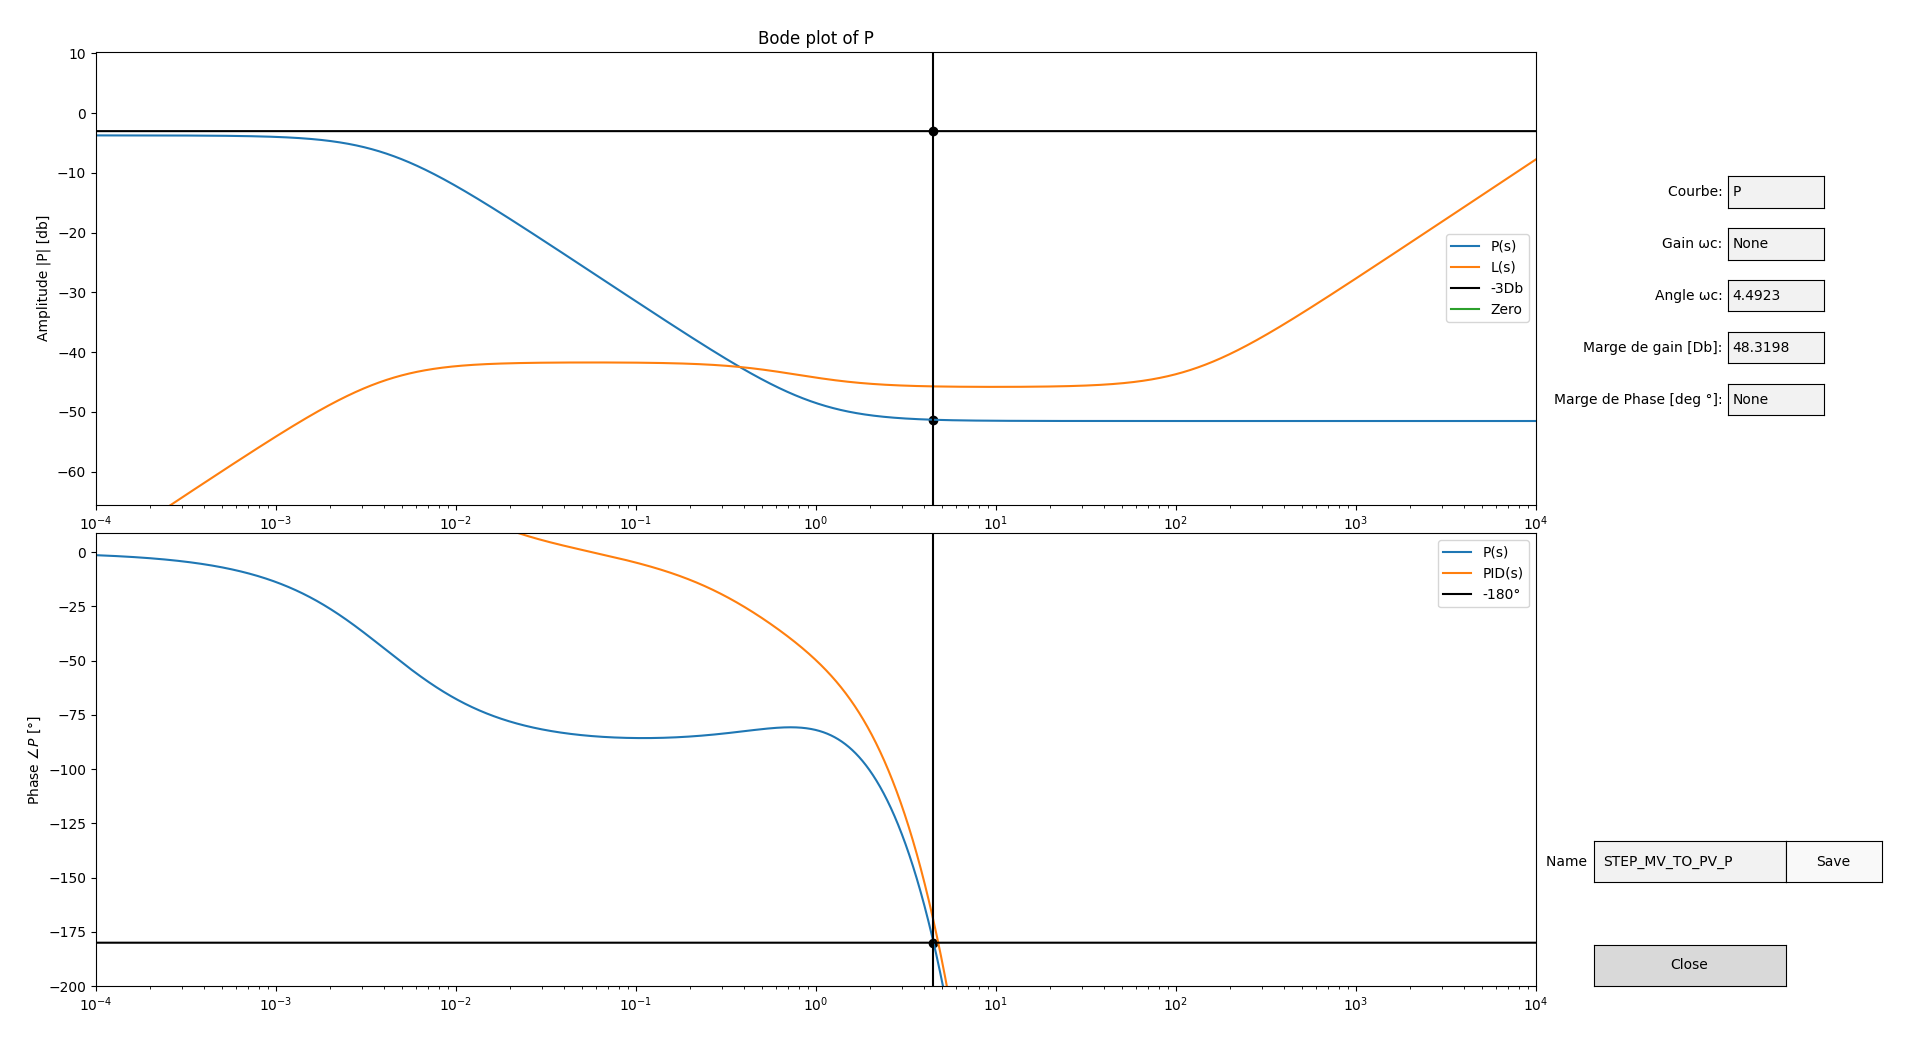 Bode plot of P
Amplitude |P| [db]
10
0
−10
−20
−30
−40
−50
−60
P(s)
L(s)
-3Db
Zero
10⁻⁴ 10⁻³ 10⁻² 10⁻¹ 10⁰ 10¹ 10² 10³ 10⁴
Phase ∠P [°]
0
−25
−50
−75
−100
−125
−150
−175
−200
P(s)
PID(s)
-180°
10⁻⁴ 10⁻³ 10⁻² 10⁻¹ 10⁰ 10¹ 10² 10³ 10⁴
Courbe: P
Gain ωc: None
Angle ωc: 4.4923
Marge de gain [Db]: 48.3198
Marge de Phase [deg °]: None
Name STEP_MV_TO_PV_P Save
Close